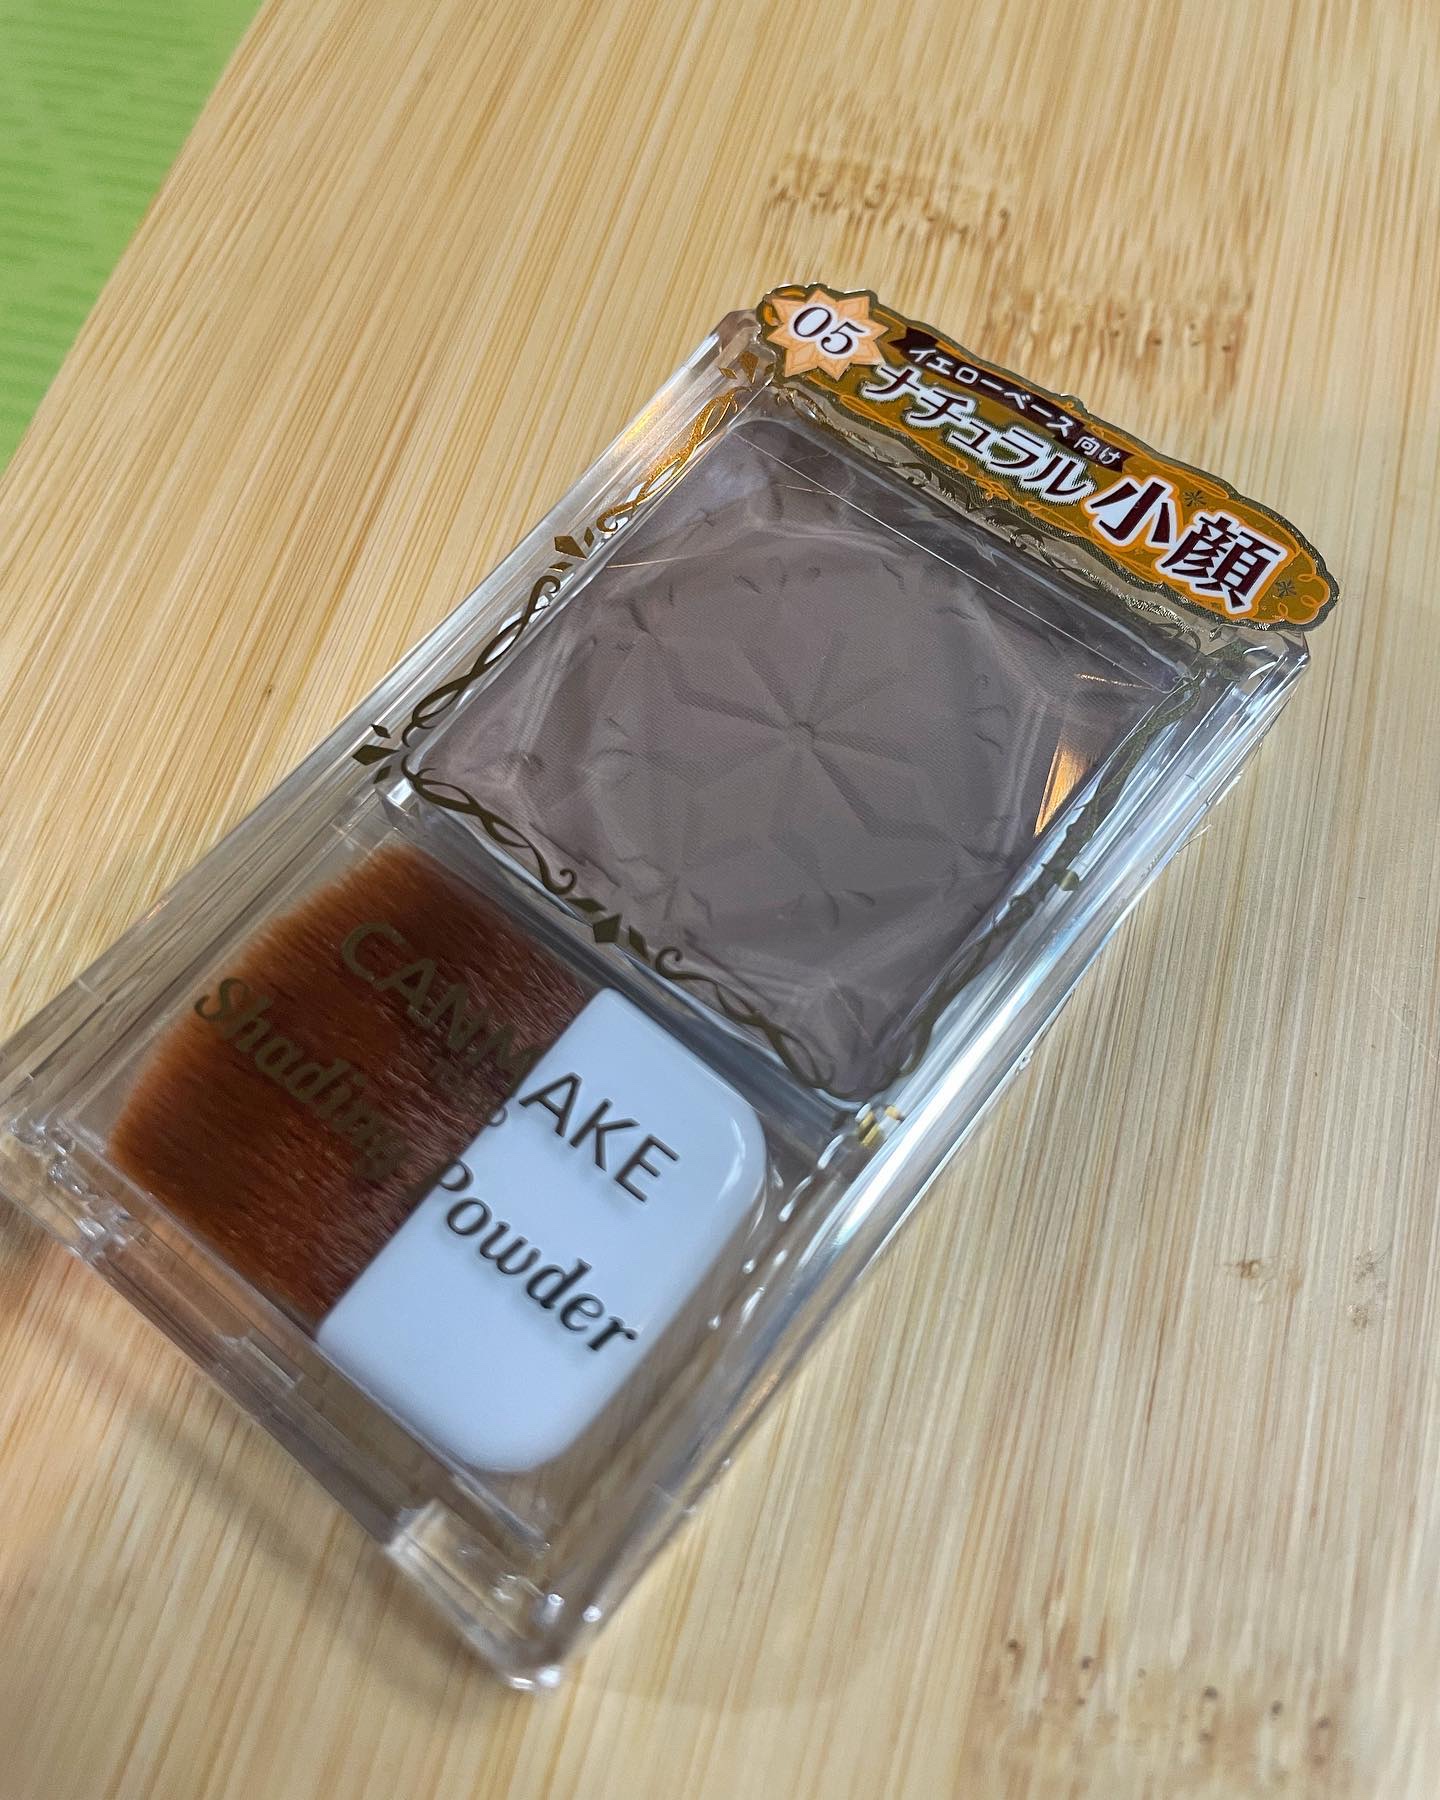 05
イエローベース向け
ナチュラル小顔
CANMAKE
Shading Powder